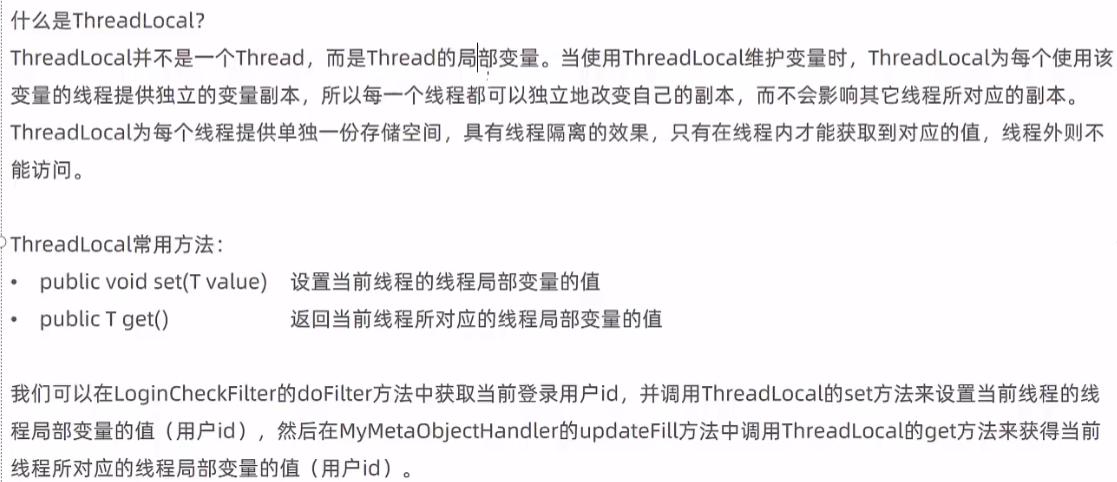 什么是ThreadLocal?
ThreadLocal并不是一个Thread，而是Thread的局部变量。当使用ThreadLocal维护变量时，ThreadLocal为每个使用该
变量的线程提供独立的变量副本，所以每一个线程都可以独立地改变自己的副本，而不会影响其它线程所对应的副本。
ThreadLocal为每个线程提供单独一份存储空间，具有线程隔离的效果，只有在线程内才能获取到对应的值，线程外则不
能访问。
ThreadLocal常用方法：
• public void set(T value) 设置当前线程的线程局部变量的值
• public T get() 返回当前线程所对应的线程局部变量的值
我们可以在LoginCheckFilter的doFilter方法中获取当前登录用户id，并调用ThreadLocal的set方法来设置当前线程的线
程局部变量的值（用户id），然后在MyMetaObjectHandler的updateFill方法中调用ThreadLocal的get方法来获得当前
线程所对应的线程局部变量的值（用户id）。